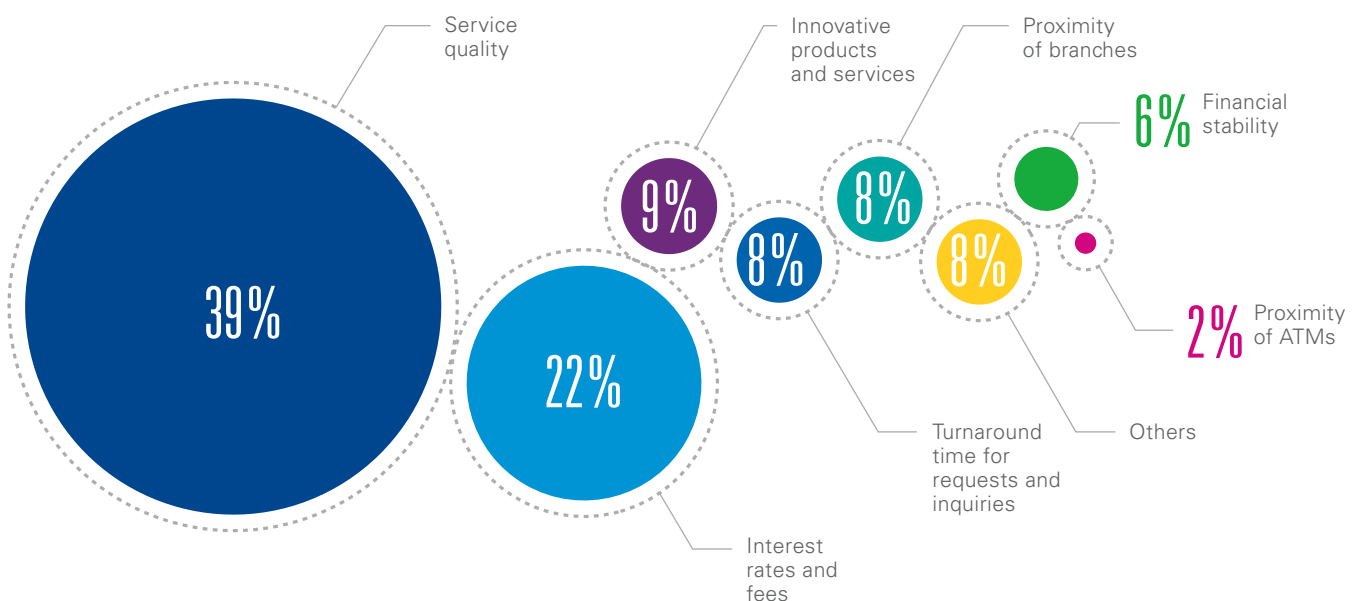 Service
quality
Innovative
products
and services
Proximity
of branches
6%
Financial
stability
9%
8%
8%
8%
39%
22%
2%
Proximity
of ATMs
Turnaround
time for
requests and
inquiries
Others
Interest
rates and
fees